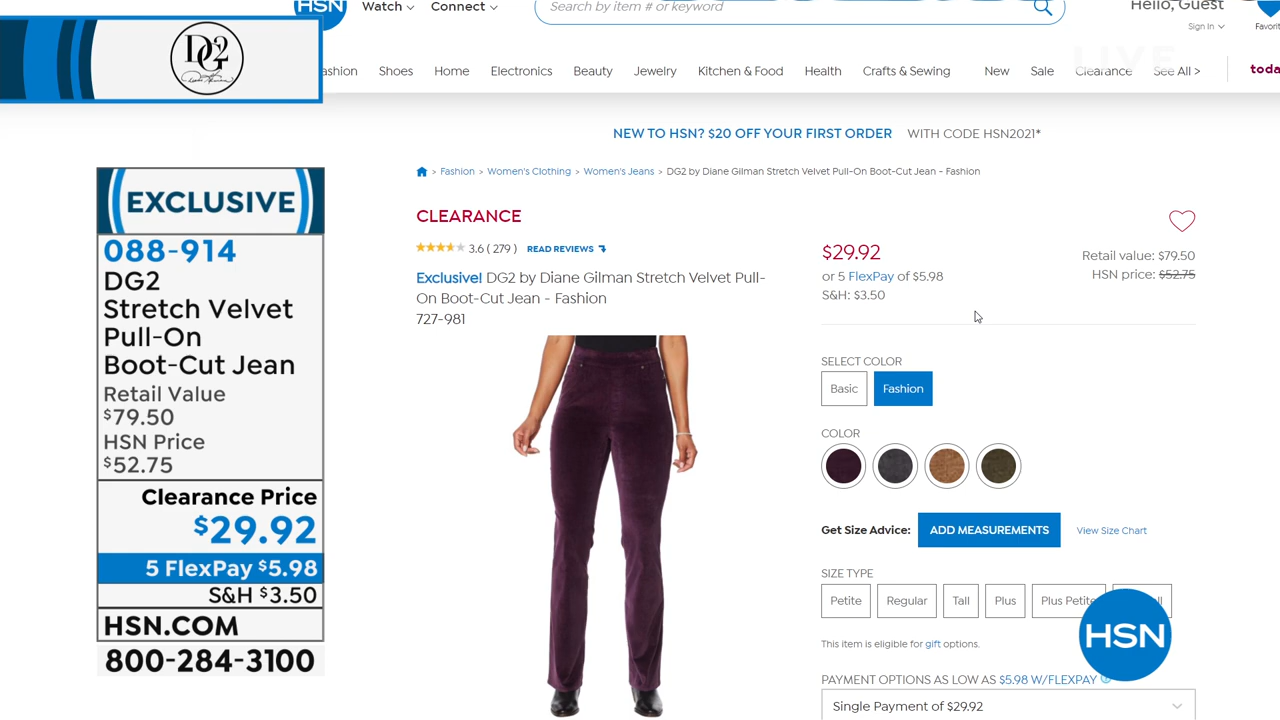 HSN
Watch
Connect
Search by item # or keyword
Hello, Guest
Sign In
Favorit
DG2
LIVE
ashion
Shoes
Home
Electronics
Beauty
Jewelry
Kitchen & Food
Health
Crafts & Sewing
New
Sale
Clearance
See All >
toda
NEW TO HSN? $20 OFF YOUR FIRST ORDER WITH CODE HSN2021*
> Fashion > Women's Clothing > Women's Jeans > DG2 by Diane Gilman Stretch Velvet Pull-On Boot-Cut Jean - Fashion
EXCLUSIVE
088-914
DG2
Stretch Velvet
Pull-On
Boot-Cut Jean
Retail Value
$79.50
HSN Price
$52.75
Clearance Price
$29.92
5 FlexPay $5.98
S&H $3.50
HSN.COM
800-284-3100
CLEARANCE
3.6 ( 279 ) READ REVIEWS
Exclusive! DG2 by Diane Gilman Stretch Velvet Pull-
On Boot-Cut Jean - Fashion
727-981
$29.92
or 5 FlexPay of $5.98
S&H: $3.50
Retail value: $79.50
HSN price: $52.75
SELECT COLOR
Basic
Fashion
COLOR
Get Size Advice:
ADD MEASUREMENTS
View Size Chart
SIZE TYPE
Petite
Regular
Tall
Plus
Plus Petite
HSN
This item is eligible for gift options.
PAYMENT OPTIONS AS LOW AS $5.98 W/FLEXPAY
Single Payment of $29.92